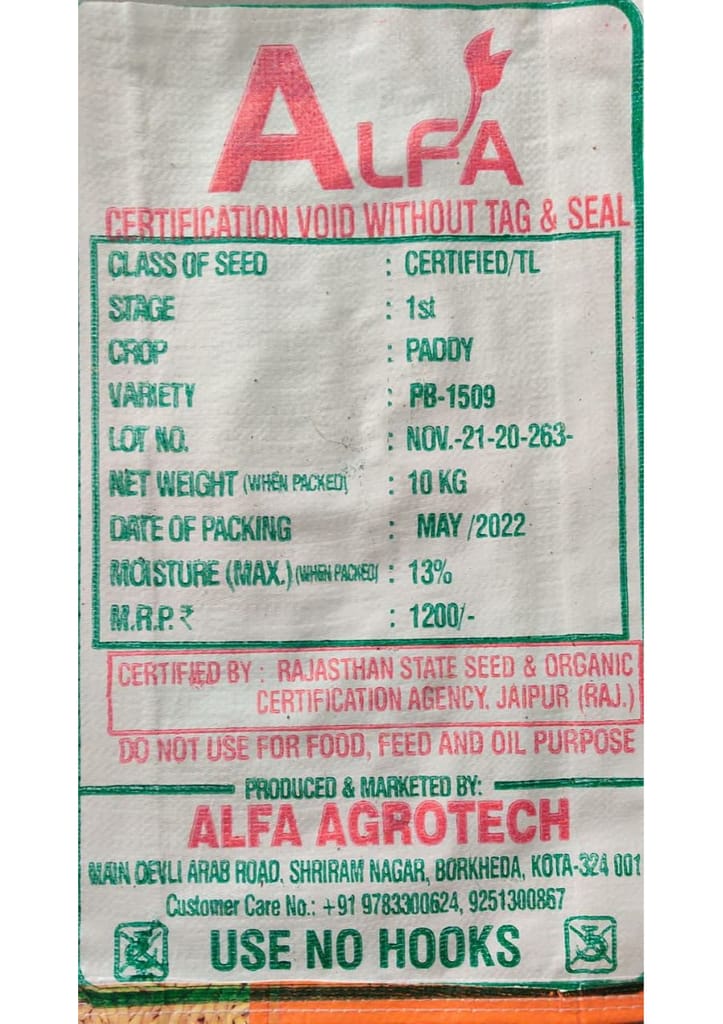 ALFA
CERTIFICATION VOID WITHOUT TAG & SEAL
CLASS OF SEED : CERTIFIED/TL
STAGE : 1st
CROP : PADDY
VARIETY : PB-1509
LOT NO. : NOV.-21-20-263-
NET WEIGHT (WHEN PACKED) : 10 KG
DATE OF PACKING : MAY /2022
MOISTURE (MAX.) (WHEN PACKED) : 13%
M.R.P. ₹ : 1200/-
CERTIFIED BY : RAJASTHAN STATE SEED & ORGANIC
CERTIFICATION AGENCY, JAIPUR (RAJ.)
DO NOT USE FOR FOOD, FEED AND OIL PURPOSE
PRODUCED & MARKETED BY:
ALFA AGROTECH
MAIN DEVLI ARAB ROAD, SHRIRAM NAGAR, BORKHEDA, KOTA-324 001
Customer Care No.: +91 9783300624, 9251300867
USE NO HOOKS